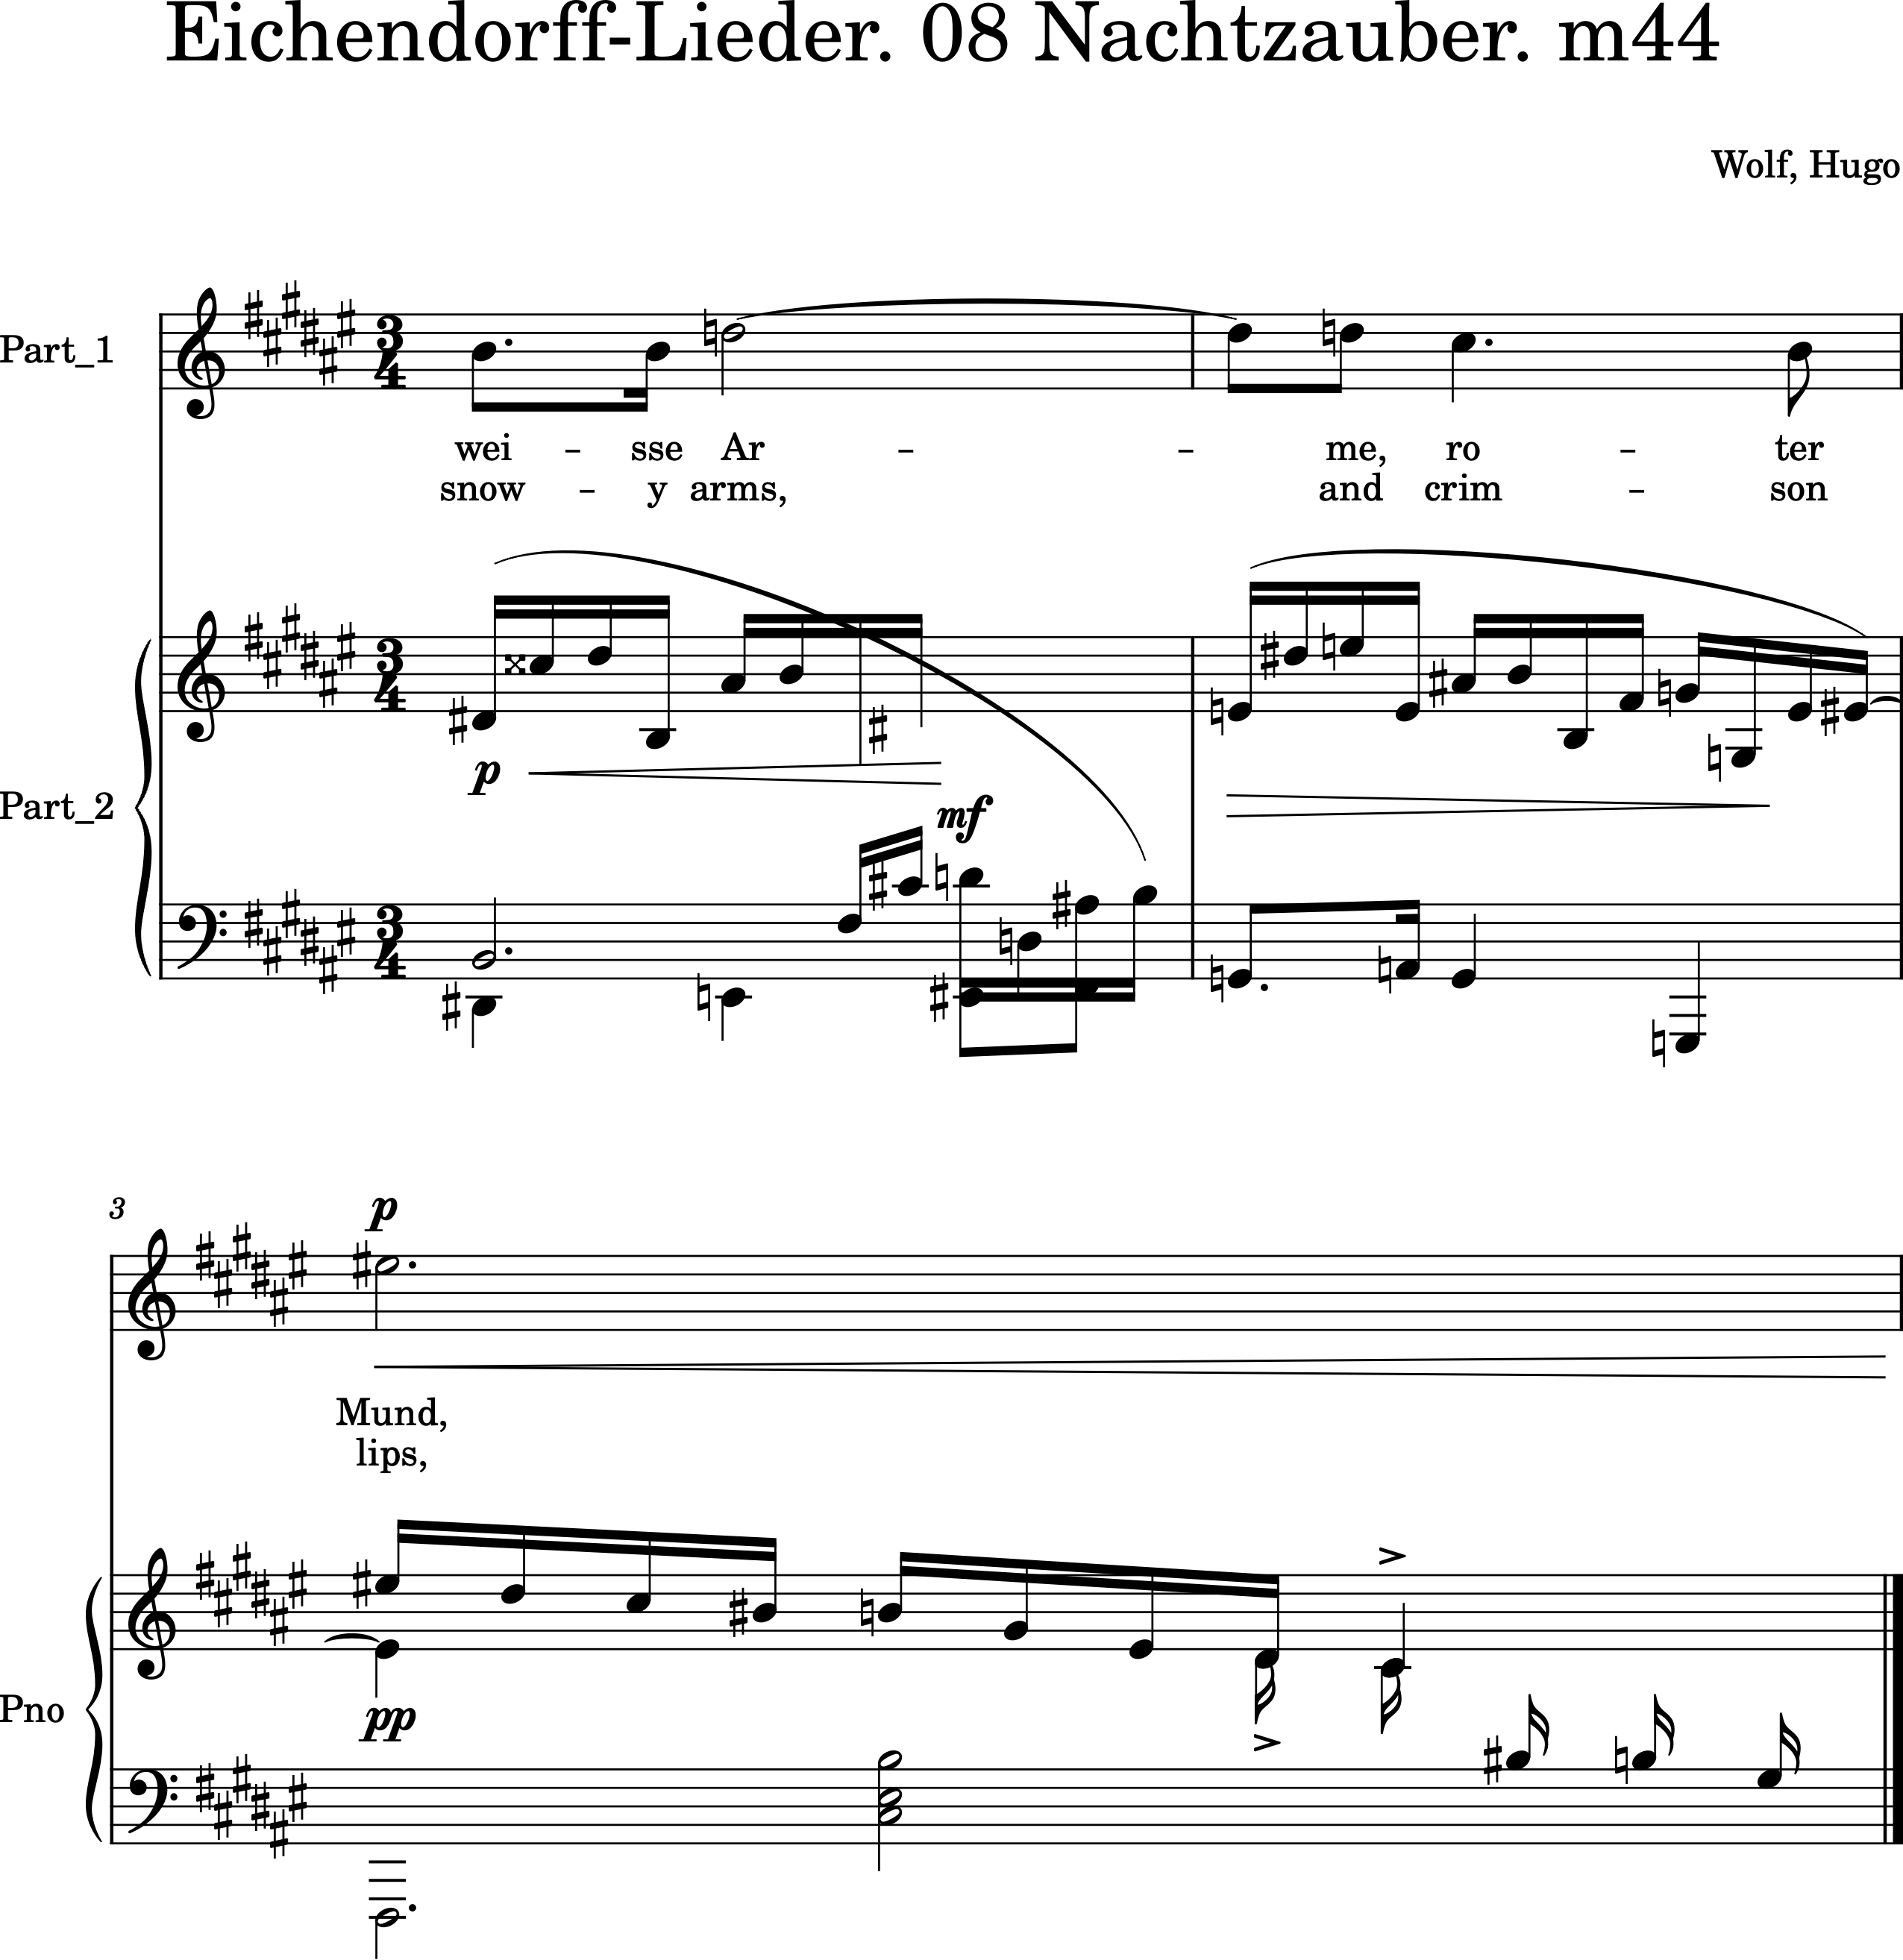 Eichendorff-Lieder. 08 Nachtzauber. m44
Wolf, Hugo
Part_1
wei - sse Ar - - me, ro - ter
snow - y arms, and crim - son
p
Part_2
mf
3
p
Mund,
lips,
Pno
pp